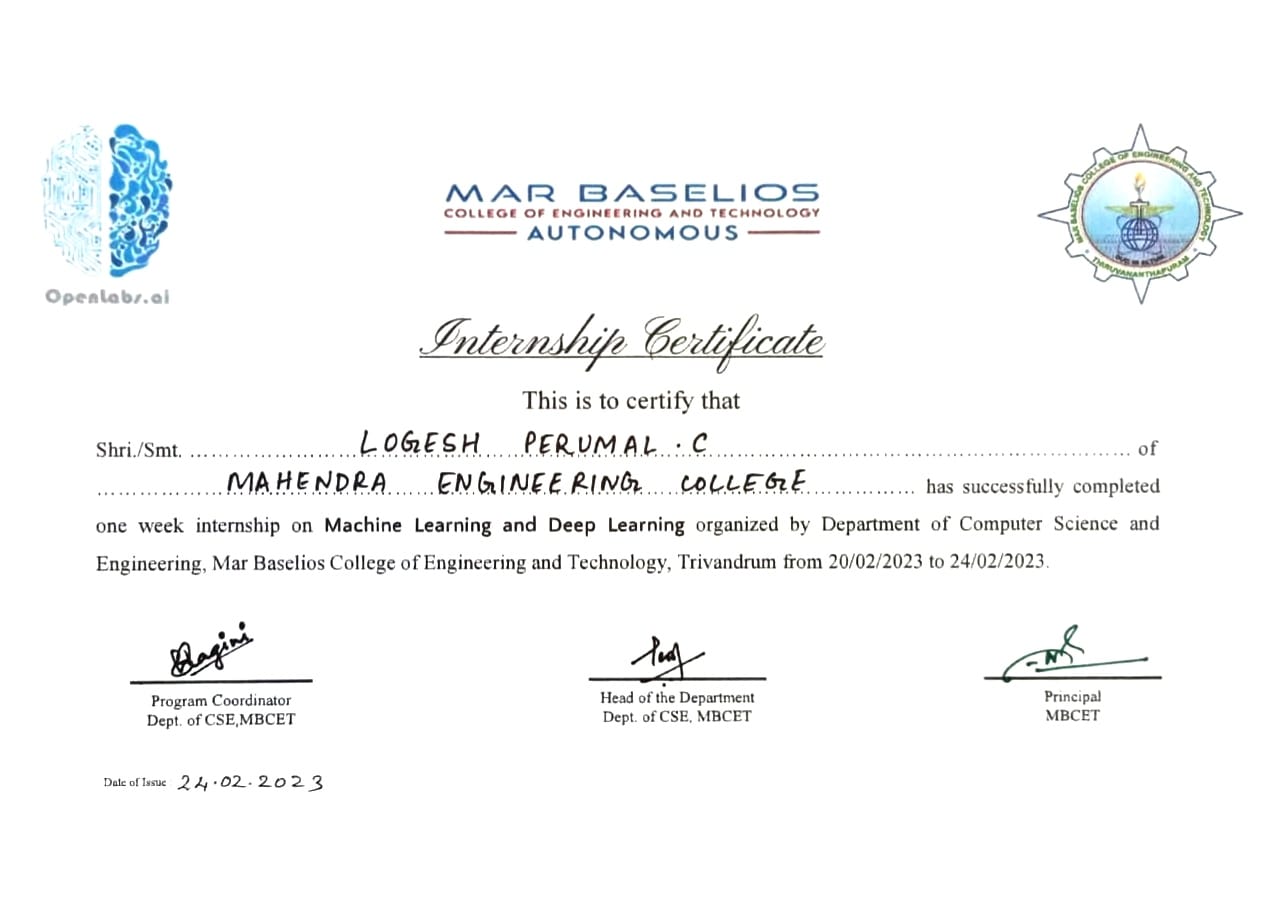 OpenLabs.ai
MAR BASELIOS
COLLEGE OF ENGINEERING AND TECHNOLOGY
AUTONOMOUS
MAR BASELIOS COLLEGE OF ENGINEERING AND TECHNOLOGY
THIRUVANANTHAPURAM
Internship Certificate
This is to certify that
Shri./Smt. LOGESH PERUMAL . C of
MAHENDRA ENGINEERING COLLEGE has successfully completed
one week internship on Machine Learning and Deep Learning organized by Department of Computer Science and
Engineering, Mar Baselios College of Engineering and Technology, Trivandrum from 20/02/2023 to 24/02/2023.
Program Coordinator
Dept. of CSE,MBCET
Head of the Department
Dept. of CSE, MBCET
Principal
MBCET
Date of Issue : 24.02.2023